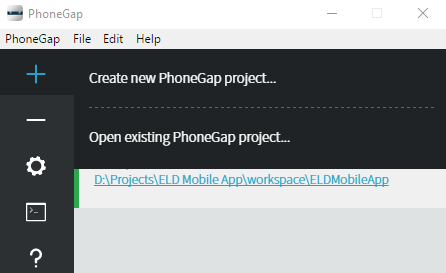 PhoneGap
PhoneGap File Edit Help
Create new PhoneGap project...
Open existing PhoneGap project...
D:\Projects\ELD Mobile App\workspace\ELDMobileApp